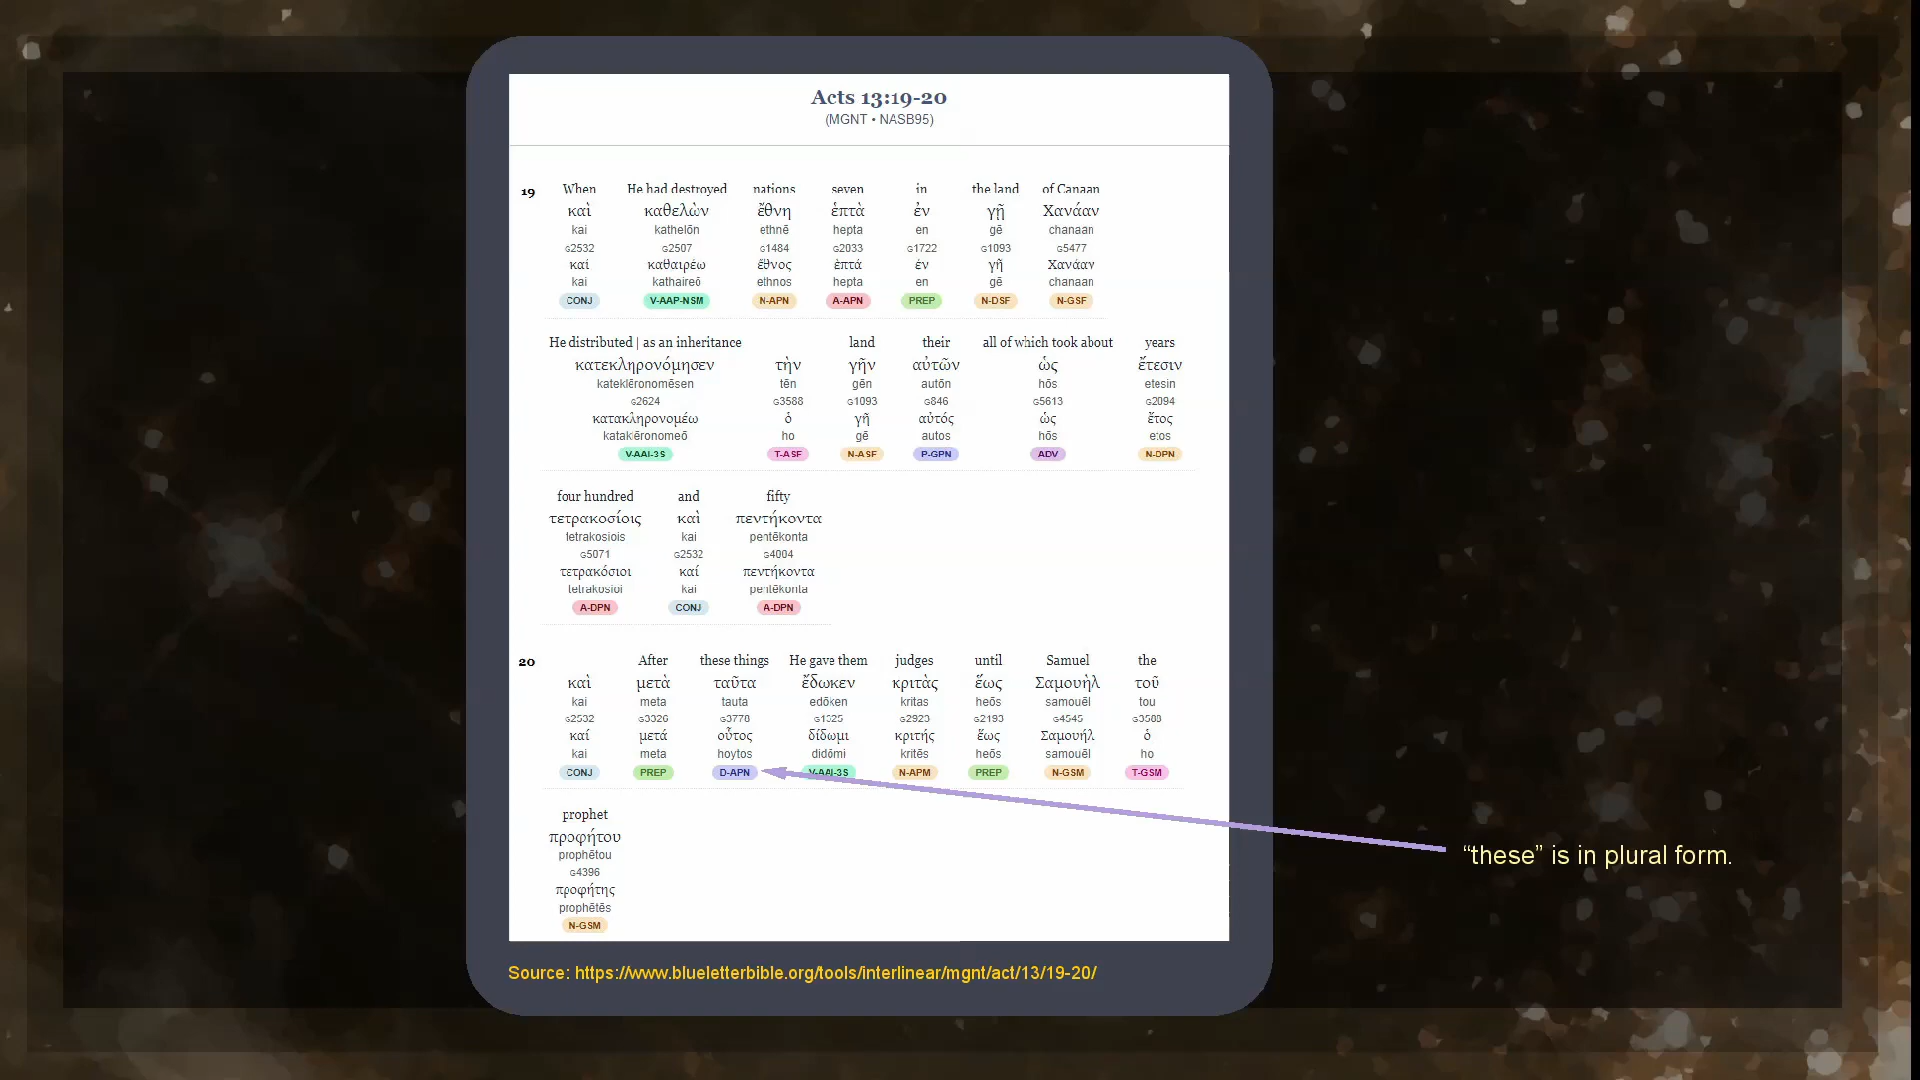 Acts 13:19-20
(MGNT • NASB95)
19 When He had destroyed nations seven in the land of Canaan
καὶ καθελὼν ἔθνη ἑπτὰ ἐν γῇ Χανάαν
kai kathelōn ethnē hepta en gē chanaan
G2532 G2507 G1484 G2033 G1722 G1093 G5477
καί καθαιρέω ἔθνος ἑπτά ἐν γῆ Χανάαν
kai kathaireō ethnos hepta en gē chanaan
CONJ V-AAP-NSM N-APN A-APN PREP N-DSF N-GSF
He distributed | as an inheritance land their all of which took about years
κατεκληρονόμησεν τὴν γῆν αὐτῶν ὡς ἔτεσιν
kateklēronomēsen tēn gēn autōn hōs etesin
G2624 G3588 G1093 G846 G5613 G2094
κατακληρονομέω ὁ γῆ αὐτός ὡς ἔτος
kataklēronomeō ho gē autos hōs etos
V-AAI-3S T-ASF N-ASF P-GPN ADV N-DPN
four hundred and fifty
τετρακοσίοις καὶ πεντήκοντα
tetrakosiois kai pentēkonta
G5071 G2532 G4004
τετρακόσιοι καί πεντήκοντα
tetrakosioi kai pentēkonta
A-DPN CONJ A-DPN
20 After these things He gave them judges until Samuel the
καὶ μετὰ ταῦτα ἔδωκεν κριτὰς ἕως Σαμουὴλ τοῦ
kai meta tauta edōken kritas heōs samouēl tou
G2532 G3326 G3778 G1325 G2923 G2193 G4545 G3588
καί μετά οὗτος δίδωμι κριτής ἕως Σαμουήλ ὁ
kai meta hoytos didōmi kritēs heōs samouēl ho
CONJ PREP D-APN V-AAI-3S N-APM PREP N-GSM T-GSM
“these” is in plural form.
prophet
προφήτου
prophētou
G4396
προφήτης
prophētēs
N-GSM
Source: https://www.blueletterbible.org/tools/interlinear/mgnt/act/13/19-20/